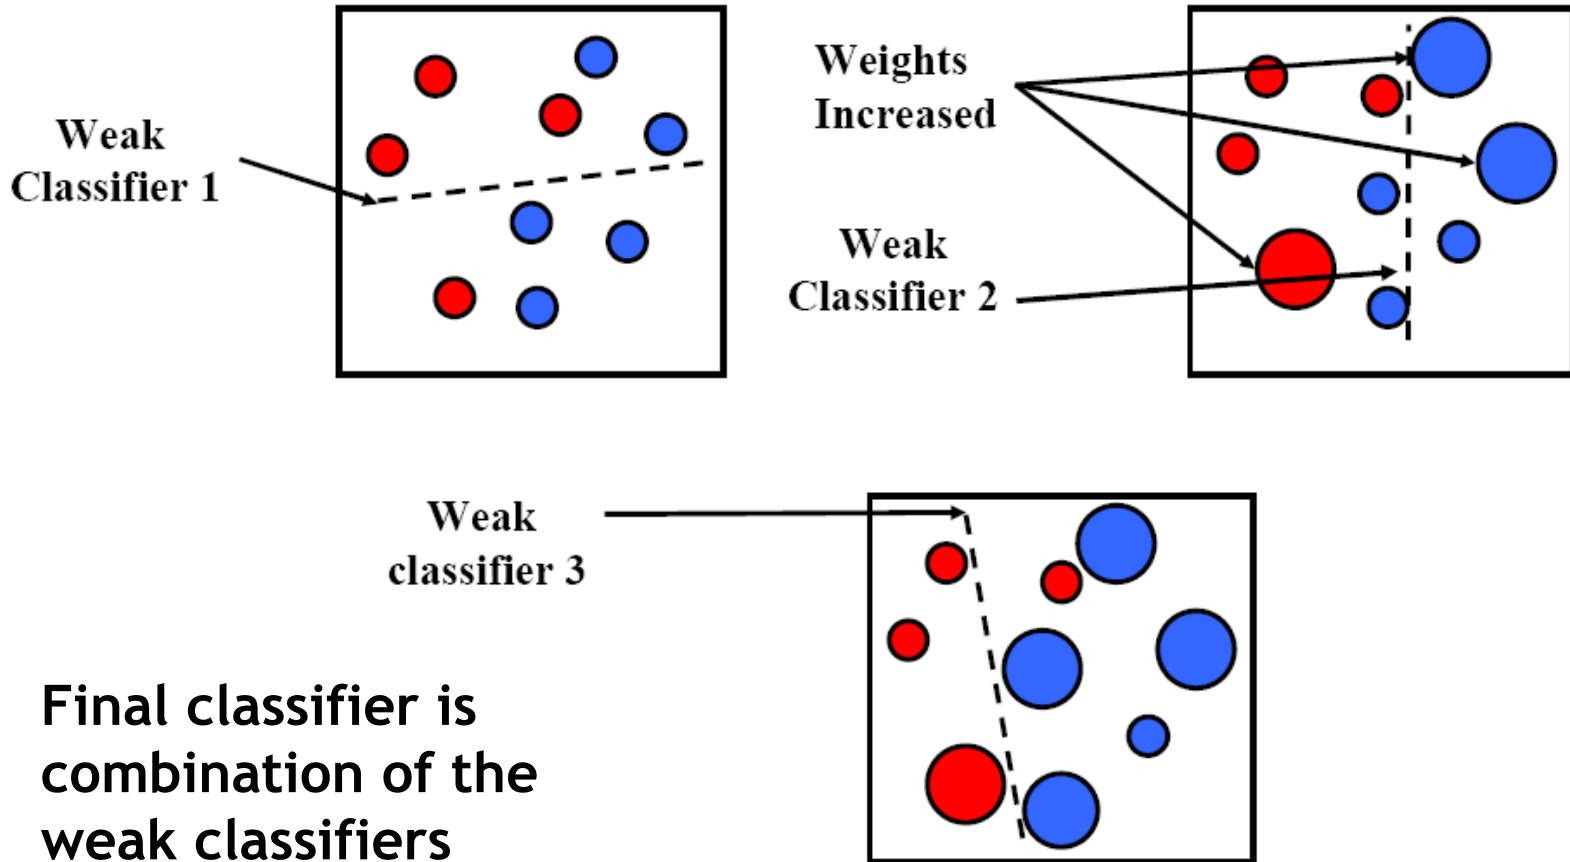 Weak
Classifier 1
Weights
Increased
Weak
Classifier 2
Weak
classifier 3
Final classifier is
combination of the
weak classifiers